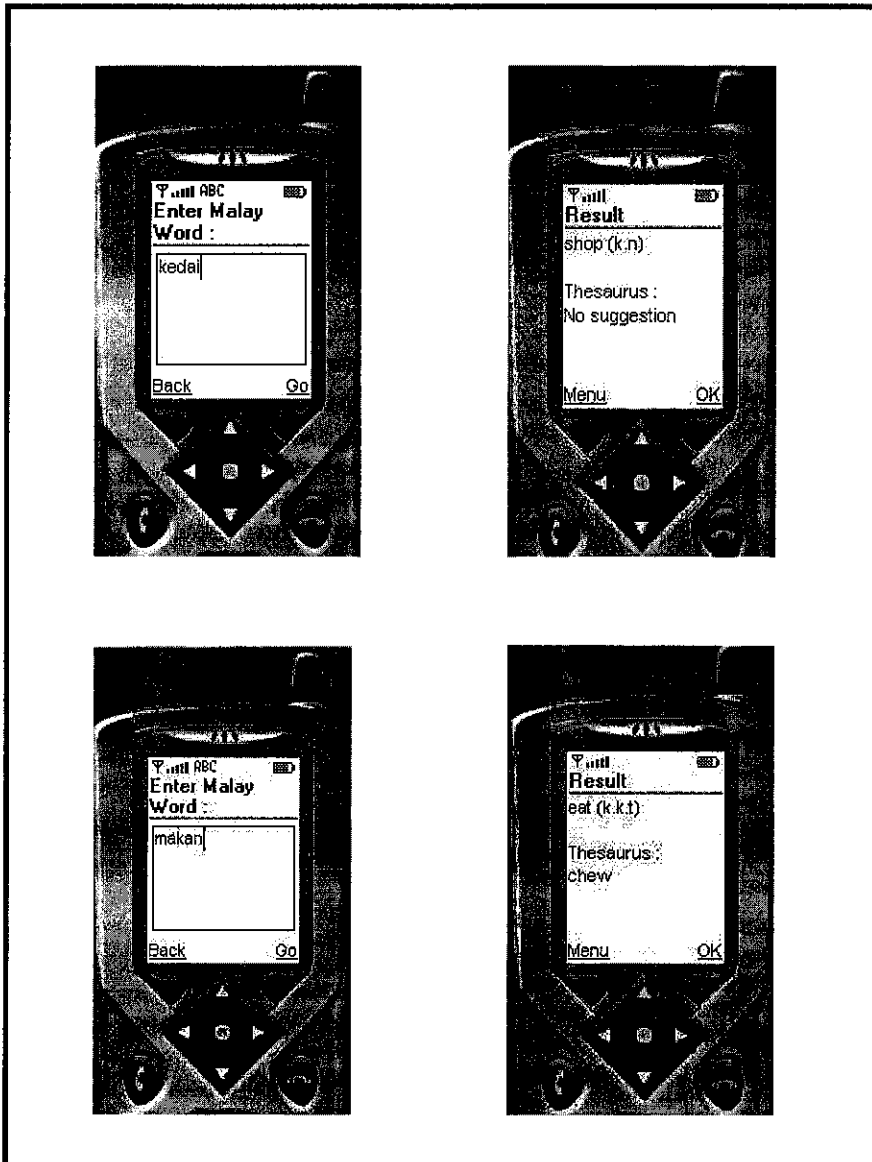 ABC
Enter Malay
Word :
kedai
Back Go
Result
shop (k.n)
Thesaurus :
No suggestion
Menu OK
ABC
Enter Malay
Word :
makan
Back Go
Result
eat (k.k.t)
Thesaurus :
chew
Menu OK